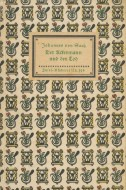 Johannes von Saaz
Der Ackermann
und der Tod